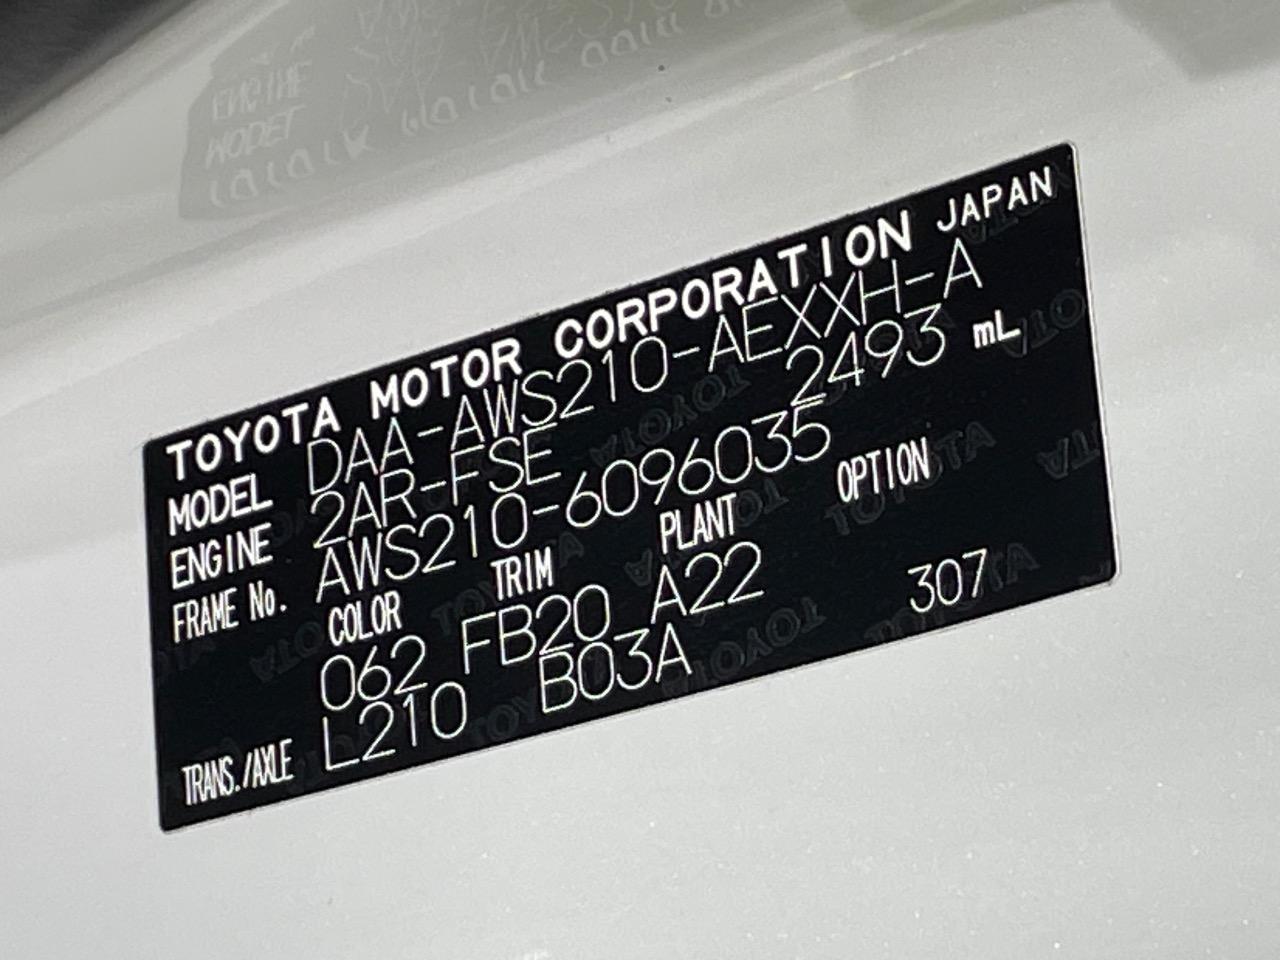 TOYOTA MOTOR CORPORATION JAPAN
MODEL DAA-AWS210-AEXXH-A
ENGINE 2AR-FSE 2493 mL
FRAME No. AWS210-6096035
COLOR TRIM PLANT OPTION
062 FB20 A22 307
TRANS./AXLE L210 B03A